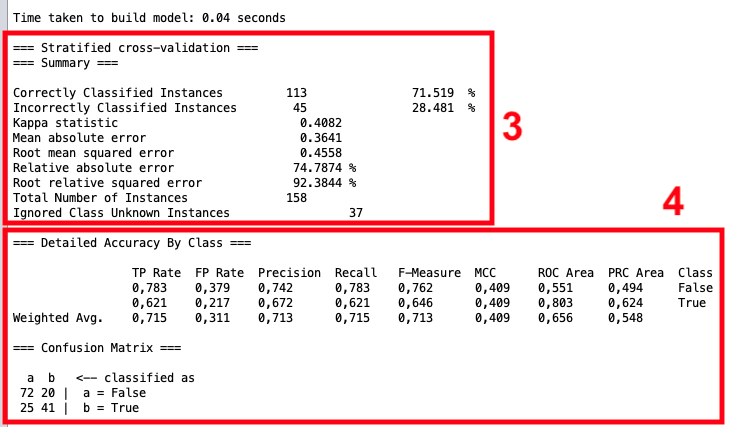 Time taken to build model: 0.04 seconds
=== Stratified cross-validation ===
=== Summary ===
Correctly Classified Instances 113 71.519 %
Incorrectly Classified Instances 45 28.481 %
Kappa statistic 0.4082
Mean absolute error 0.3641
Root mean squared error 0.4558
Relative absolute error 74.7874 %
Root relative squared error 92.3844 %
Total Number of Instances 158
Ignored Class Unknown Instances 37
3
4
=== Detailed Accuracy By Class ===
TP Rate FP Rate Precision Recall F-Measure MCC ROC Area PRC Area Class
0,783 0,379 0,742 0,783 0,762 0,409 0,551 0,494 False
0,621 0,217 0,672 0,621 0,646 0,409 0,803 0,624 True
Weighted Avg. 0,715 0,311 0,713 0,715 0,713 0,409 0,656 0,548
=== Confusion Matrix ===
a b <-- classified as
72 20 | a = False
25 41 | b = True